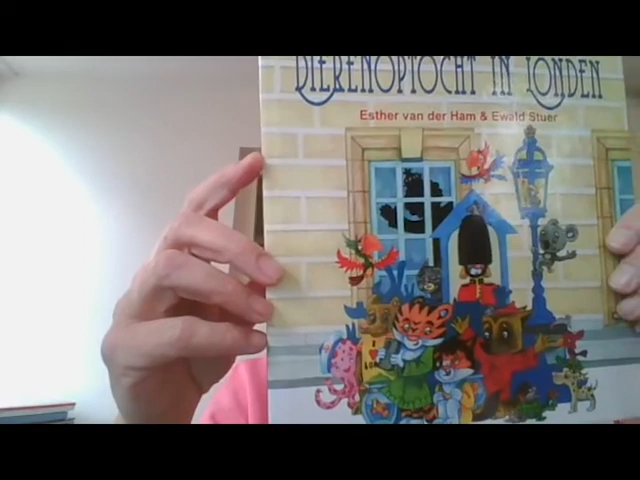 DIERENOPTOCHT IN LONDEN
Esther van der Ham & Ewald Stuer